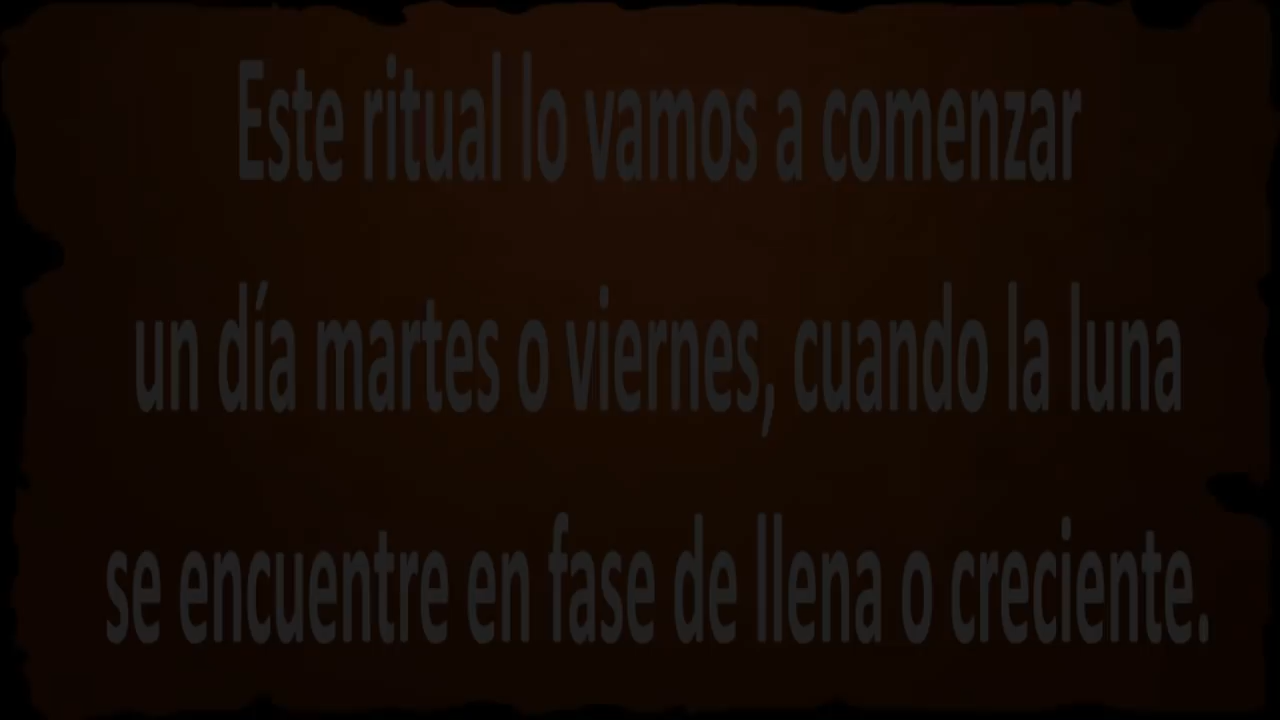 Este ritual lo vamos a comenzar
un día martes o viernes, cuando la luna
se encuentre en fase de llena o creciente.